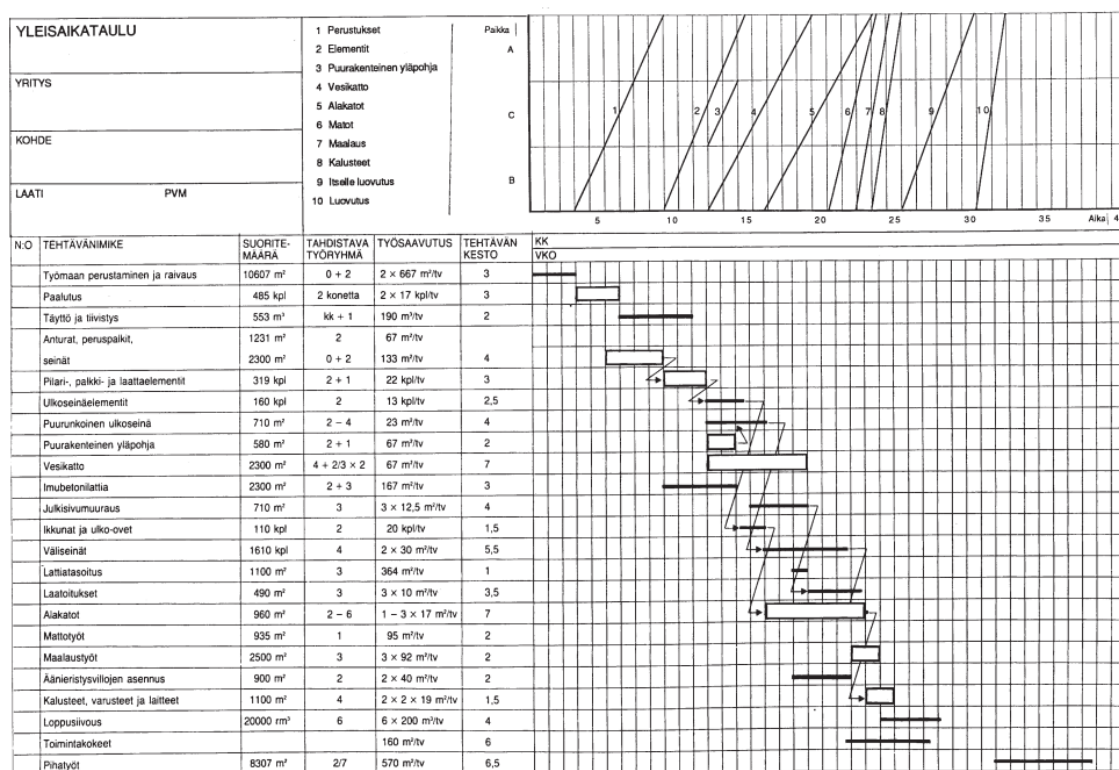 YLEISAIKATAULU
YRITYS
KOHDE
LAATI PVM
1 Perustukset
2 Elementit
3 Puurakenteinen yläpohja
4 Vesikatto
5 Alakatot
6 Matot
7 Maalaus
8 Kalusteet
9 Itselle luovutus
10 Luovutus
Paikka
A
C
B
1 2 3 4 5 6 7 8 9 10
5 10 15 20 25 30 35 Aika 4
N:O TEHTÄVÄNIMIKE SUORITE-MÄÄRÄ TAHDISTAVA TYÖRYHMÄ TYÖSAAVUTUS TEHTÄVÄN KESTO KK
VKO
Työmaan perustaminen ja raivaus 10607 m² 0 + 2 2 × 667 m²/tv 3
Paalutus 485 kpl 2 konetta 2 × 17 kpl/tv 3
Täyttö ja tiivistys 553 m³ kk + 1 190 m³/tv 2
Anturat, peruspalkit, 1231 m² 2 67 m²/tv
seinät 2300 m² 0 + 2 133 m²/tv 4
Pilari-, palkki- ja laattaelementit 319 kpl 2 + 1 22 kpl/tv 3
Ulkoseinäelementit 160 kpl 2 13 kpl/tv 2,5
Puurunkoinen ulkoseinä 710 m² 2 – 4 23 m²/tv 4
Puurakenteinen yläpohja 580 m² 2 + 1 67 m²/tv 2
Vesikatto 2300 m² 4 + 2/3 × 2 67 m²/tv 7
Imubetonilattia 2300 m² 2 + 3 167 m²/tv 3
Julkisivumuuraus 710 m² 3 3 × 12,5 m²/tv 4
Ikkunat ja ulko-ovet 110 kpl 2 20 kpl/tv 1,5
Väliseinät 1610 kpl 4 2 × 30 m²/tv 5,5
Lattiatasoitus 1100 m² 3 364 m²/tv 1
Laatoitukset 490 m² 3 3 × 10 m²/tv 3,5
Alakatot 960 m² 2 – 6 1 – 3 × 17 m²/tv 7
Mattotyöt 935 m² 1 95 m²/tv 2
Maalaustyöt 2500 m² 3 3 × 92 m²/tv 2
Äänieristysvillojen asennus 900 m² 2 2 × 40 m²/tv 2
Kalusteet, varusteet ja laitteet 1100 m² 4 2 × 2 × 19 m²/tv 1,5
Loppusiivous 20000 rm³ 6 6 × 200 m³/tv 4
Toimintakokeet 160 m²/tv 6
Pihatyöt 8307 m² 2/7 570 m²/tv 6,5